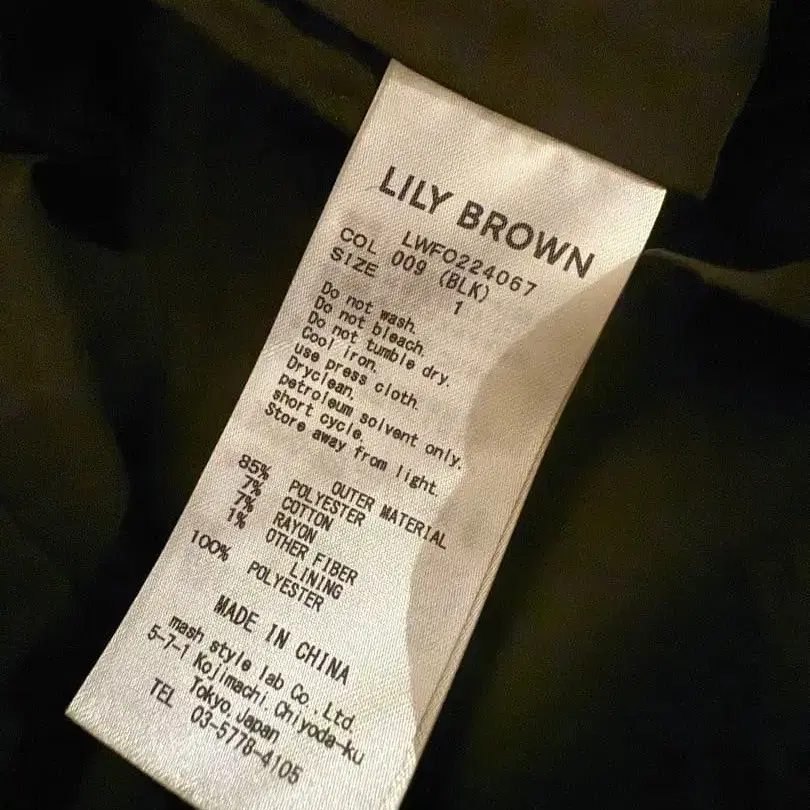 LILY BROWN
LWFO224067
COL 009 (BLK)
SIZE 1
Do not wash.
Do not bleach.
Do not tumble dry.
Cool iron.
use press cloth.
Dryclean.
petroleum solvent only.
short cycle.
Store away from light.
OUTER MATERIAL
85% POLYESTER
7% COTTON
7% RAYON
1% OTHER FIBER
LINING
100% POLYESTER
MADE IN CHINA
mash style lab Co.,Ltd.
5-7-1 Kojimachi,Chiyoda-ku
Tokyo,Japan
TEL 03-5778-4105